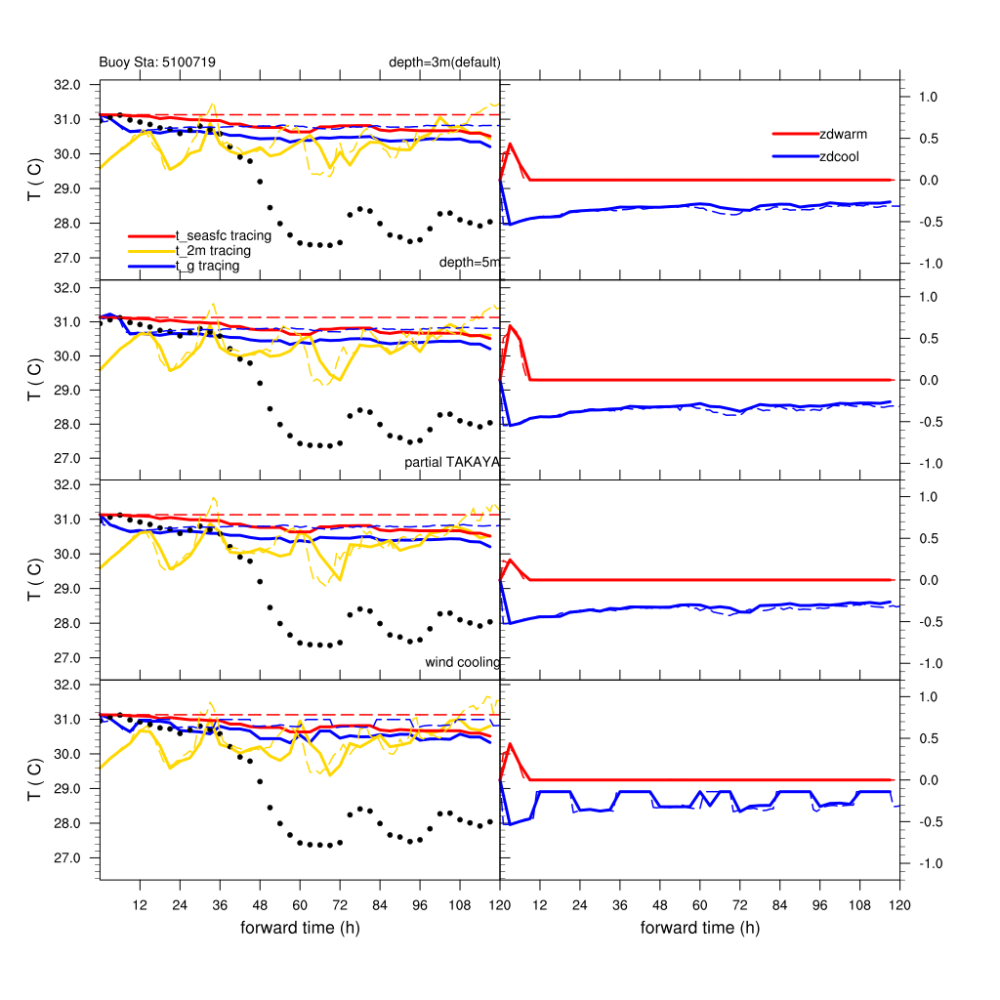 Buoy Sta: 5100719 depth=3m(default)
32.0
31.0
30.0
29.0
28.0
27.0
T ( C)
t_seasfc tracing
t_2m tracing
t_g tracing
zdwarm
zdcool
1.0
0.5
0.0
-0.5
-1.0
depth=5m
32.0
31.0
30.0
29.0
28.0
27.0
T ( C)
1.0
0.5
0.0
-0.5
-1.0
partial TAKAYA
32.0
31.0
30.0
29.0
28.0
27.0
T ( C)
1.0
0.5
0.0
-0.5
-1.0
wind cooling
32.0
31.0
30.0
29.0
28.0
27.0
T ( C)
1.0
0.5
0.0
-0.5
-1.0
12 24 36 48 60 72 84 96 108 120 12 24 36 48 60 72 84 96 108 120
forward time (h) forward time (h)